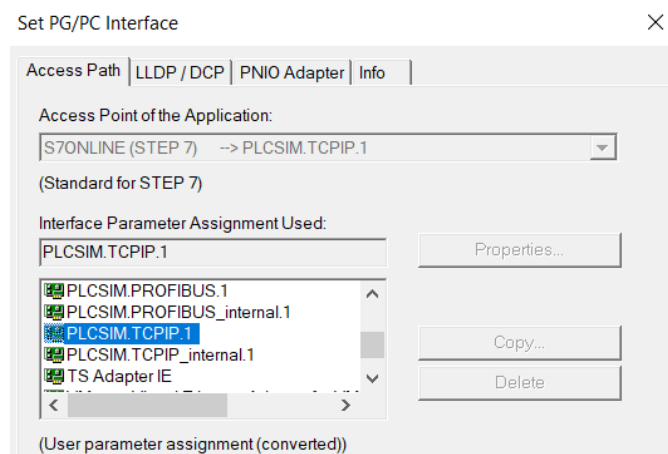 Set PG/PC Interface
Access Path LLDP / DCP PNIO Adapter Info
Access Point of the Application:
S7ONLINE (STEP 7) --> PLCSIM.TCPIP.1
(Standard for STEP 7)
Interface Parameter Assignment Used:
PLCSIM.TCPIP.1
Properties...
PLCSIM.PROFIBUS.1
PLCSIM.PROFIBUS_internal.1
PLCSIM.TCPIP.1
PLCSIM.TCPIP_internal.1
TS Adapter IE
Copy...
Delete
(User parameter assignment (converted))